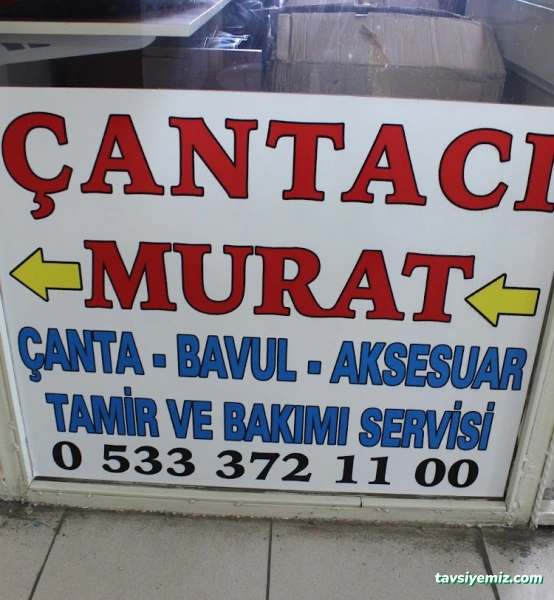 ÇANTACI
MURAT
ÇANTA - BAVUL - AKSESUAR
TAMİR VE BAKIMI SERVİSİ
0 533 372 11 00
tavsiyemiz.com